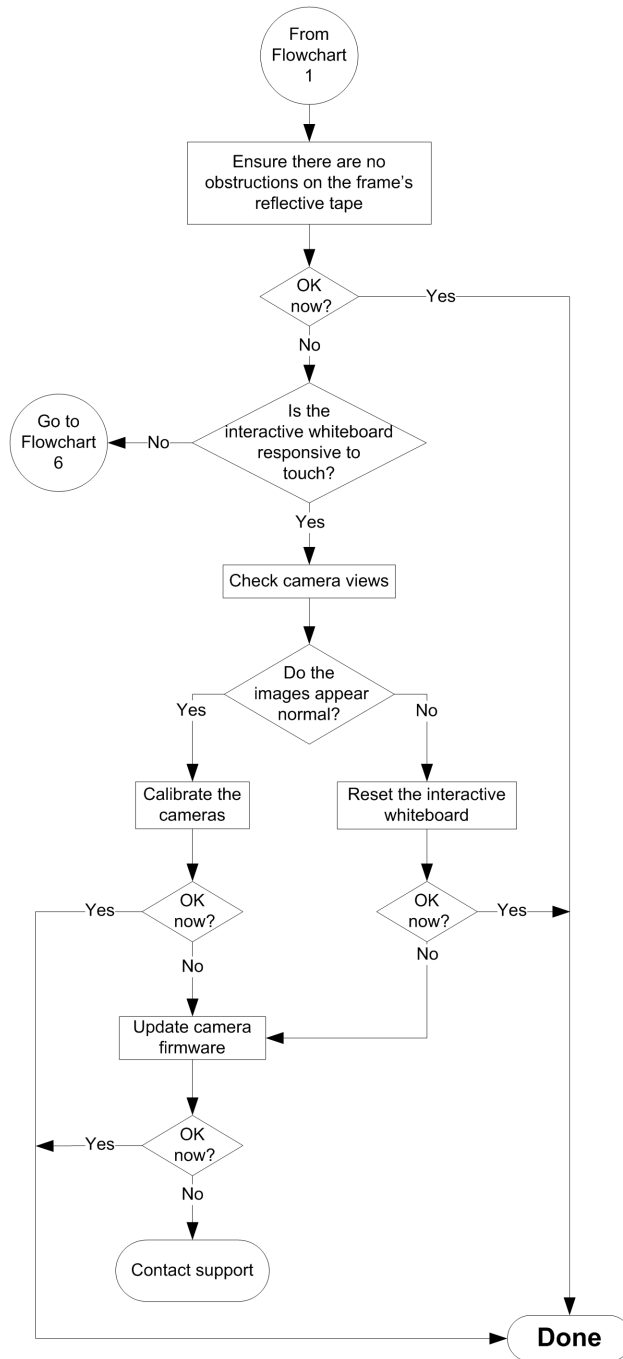 From
Flowchart
1
Ensure there are no
obstructions on the frame's
reflective tape
OK
now?
Yes
No
Is the
interactive whiteboard
responsive to
touch?
No
Go to
Flowchart
6
Yes
Check camera views
Do the
images appear
normal?
Yes
No
Calibrate the
cameras
Reset the interactive
whiteboard
OK
now?
Yes
No
OK
now?
Yes
No
Update camera
firmware
OK
now?
Yes
No
Contact support
Done